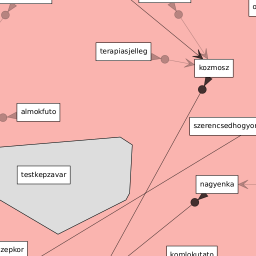 terapiasjelleg
kozmosz
almokfuto
szerencsedhogyor
testkepzavar
nagyenka
zepkor
komlokutato